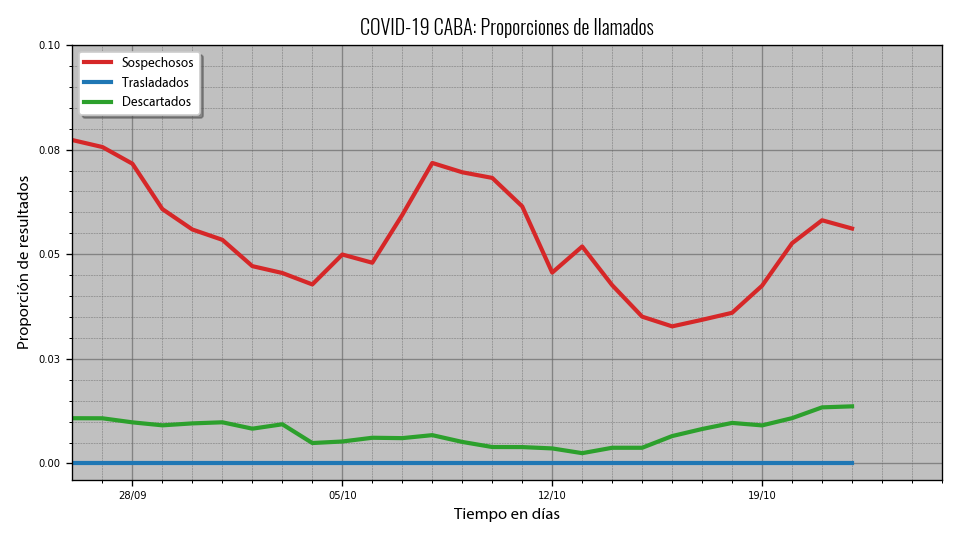 COVID-19 CABA: Proporciones de llamados
Sospechosos
Trasladados
Descartados
Proporción de resultados
0.10
0.08
0.05
0.03
0.00
28/09
05/10
12/10
19/10
Tiempo en días